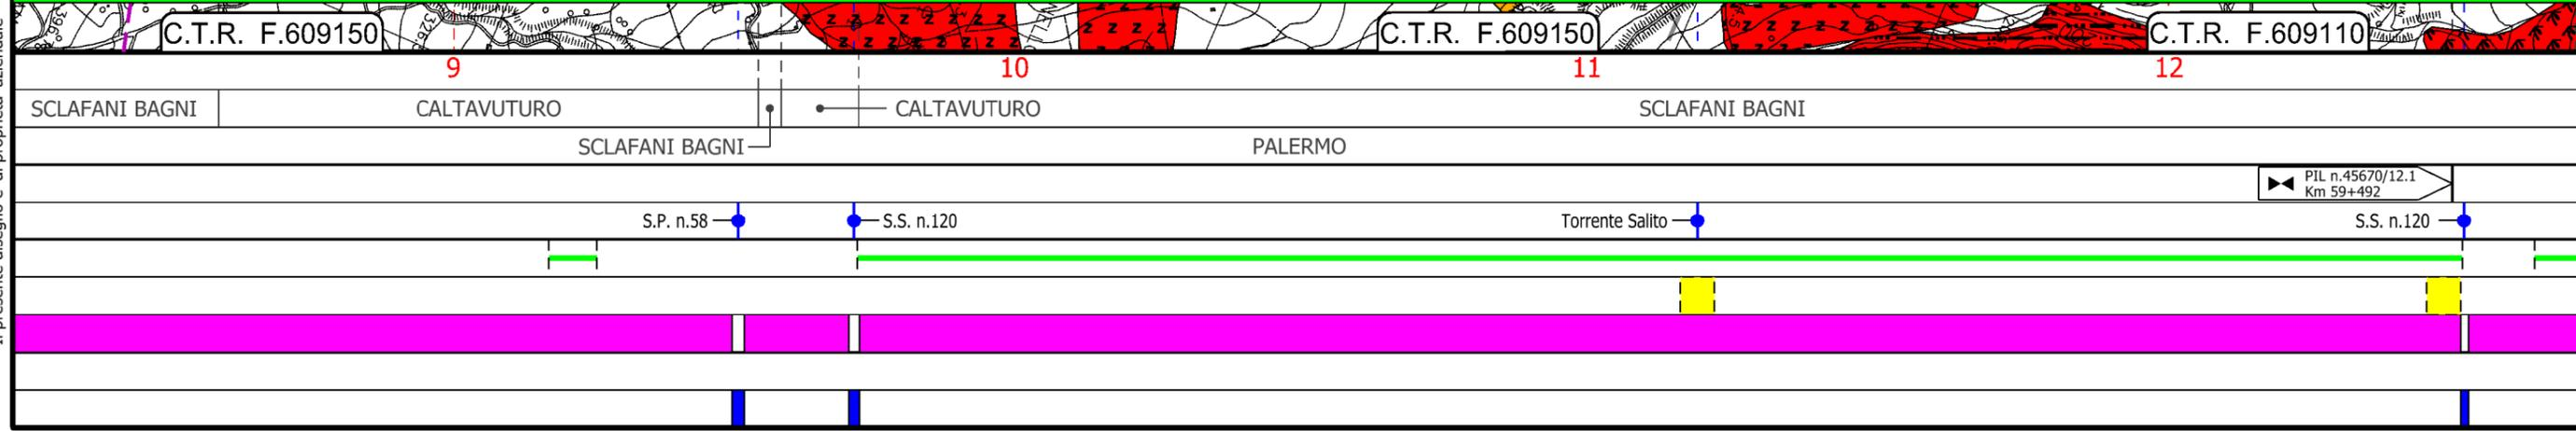 C.T.R. F.609150
C.T.R. F.609150
C.T.R. F.609110
9
10
11
12
SCLAFANI BAGNI
CALTAVUTURO
CALTAVUTURO
SCLAFANI BAGNI
SCLAFANI BAGNI
PALERMO
PIL n.45670/12.1
Km 59+492
S.P. n.58
S.S. n.120
Torrente Salito
S.S. n.120